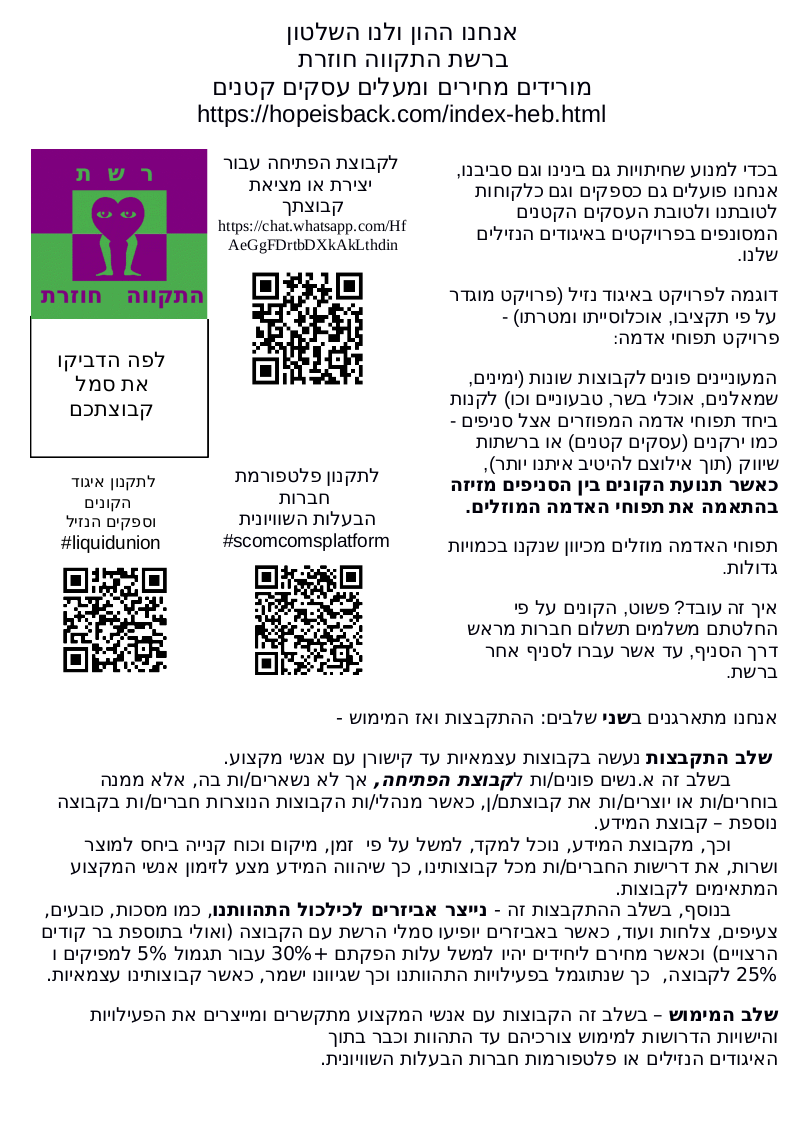 אנחנו ההון ולנו השלטון
ברשת התקווה חוזרת
מורידים מחירים ומעלים עסקים קטנים
https://hopeisback.com/index-heb.html
בכדי למנוע שחיתויות גם בינינו וגם סביבנו,
אנחנו פועלים גם כספקים וגם כלקוחות
לטובתנו ולטובת העסקים הקטנים
המסונפים בפרויקטים באיגודים הנזילים
שלנו.
דוגמה לפרויקט באיגוד נזיל (פרויקט מוגדר
על פי תקציבו, אוכלוסייתו ומטרתו) -
פרויקט תפוחי אדמה:
המעוניינים פונים לקבוצות שונות (ימינים,
שמאלנים, אוכלי בשר, טבעונים וכו) לקנות
ביחד תפוחי אדמה המפוזרים אצל סניפים -
כמו ירקנים (עסקים קטנים) או ברשתות
שיווק (תוך אילוצם להיטיב איתנו יותר),
כאשר תנועת הקונים בין הסניפים מזיזה
בהתאמה את תפוחי האדמה המוזלים.
תפוחי האדמה מוזלים מכיוון שנקנו בכמויות
גדולות.
איך זה עובד? פשוט, הקונים על פי
החלטתם משלמים תשלום חברות מראש
דרך הסניף, עד אשר עברו לסניף אחר
ברשת.
לקבוצת הפתיחה עבור
יצירת או מציאת
קבוצתך
https://chat.whatsapp.com/Hf
AeGgFDrtbDXkAkLthdin
רשת
התקווה חוזרת
לפה הדביקו
את סמל
קבוצתכם
לתקנון פלטפורמת
חברות
הבעלות השוויונית
#scomcomsplatform
לתקנון איגוד
הקונים
וספקים הנזיל
#liquidunion
אנחנו מתארגנים בשני שלבים: ההתקבצות ואז המימוש -
שלב התקבצות נעשה בקבוצות עצמאיות עד קישורן עם אנשי מקצוע.
בשלב זה א.נשים פונים/ות לקבוצת הפתיחה, אך לא נשארים/ות בה, אלא ממנה
בוחרים/ות או יוצרים/ות את קבוצתם/ן, כאשר מנהלי/ות הקבוצות הנוצרות חברים/ות בקבוצה
נוספת – קבוצת המידע.
וכך, מקבוצת המידע, נוכל למקד, למשל על פי זמן, מיקום וכוח קנייה ביחס למוצר
ושרות, את דרישות החברים/ות מכל קבוצותינו, כך שיהווה המידע מצע לזימון אנשי המקצוע
המתאימים לקבוצות.
בנוסף, בשלב ההתקבצות זה - נייצר אביזרים לכילכול התהוותנו, כמו מסכות, כובעים,
צעיפים, צלחות ועוד, כאשר באביזרים יופיעו סמלי הרשת עם הקבוצה (ואולי בתוספת בר קודים
הרצויים) וכאשר מחירם ליחידים יהיו למשל עלות הפקתם +30% עבור תגמול 5% למפיקים ו
25% לקבוצה, כך שנתוגמל בפעילויות התהוותנו וכך שגיוונו ישמר, כאשר קבוצותינו עצמאיות.
שלב המימוש – בשלב זה הקבוצות עם אנשי המקצוע מתקשרים ומייצרים את הפעילויות
והישויות הדרושות למימוש צורכיהם עד התהוות וכבר בתוך
האיגודים הנזילים או פלטפורמות חברות הבעלות השוויונית.